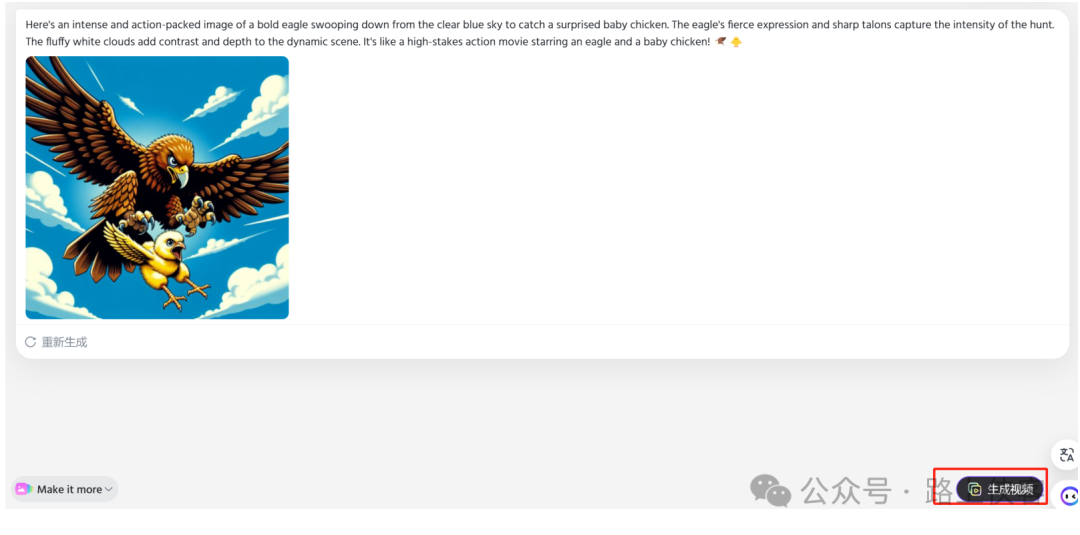 Here's an intense and action-packed image of a bold eagle swooping down from the clear blue sky to catch a surprised baby chicken. The eagle's fierce expression and sharp talons capture the intensity of the hunt.
The fluffy white clouds add contrast and depth to the dynamic scene. It's like a high-stakes action movie starring an eagle and a baby chicken! 🦅 🐥
重新生成
Make it more
公众号 · 路
生成视频